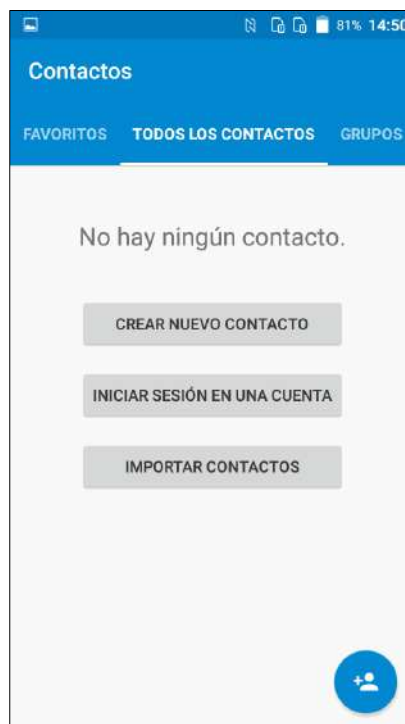 81% 14:50
Contactos
FAVORITOS TODOS LOS CONTACTOS GRUPOS
No hay ningún contacto.
CREAR NUEVO CONTACTO
INICIAR SESIÓN EN UNA CUENTA
IMPORTAR CONTACTOS